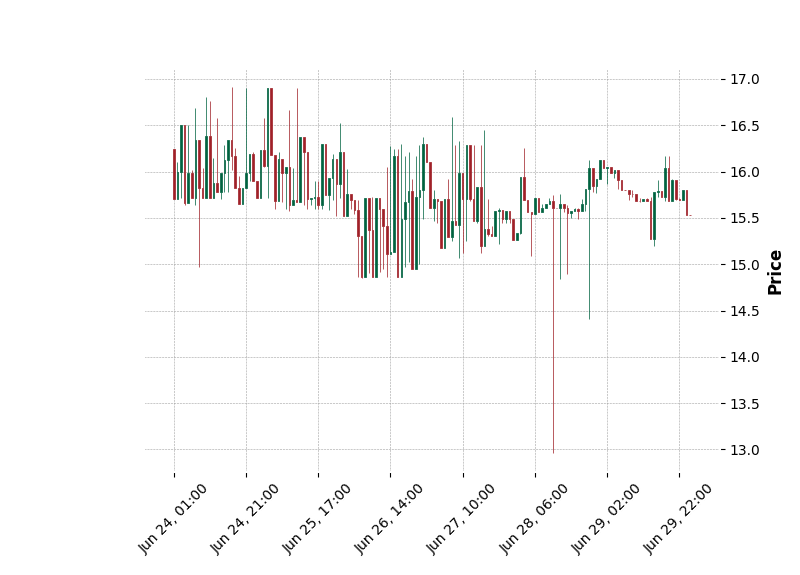 17.0
16.5
16.0
15.5
15.0
14.5
14.0
13.5
13.0
Price
Jun 24, 01:00
Jun 24, 21:00
Jun 25, 17:00
Jun 26, 14:00
Jun 27, 10:00
Jun 28, 06:00
Jun 29, 02:00
Jun 29, 22:00